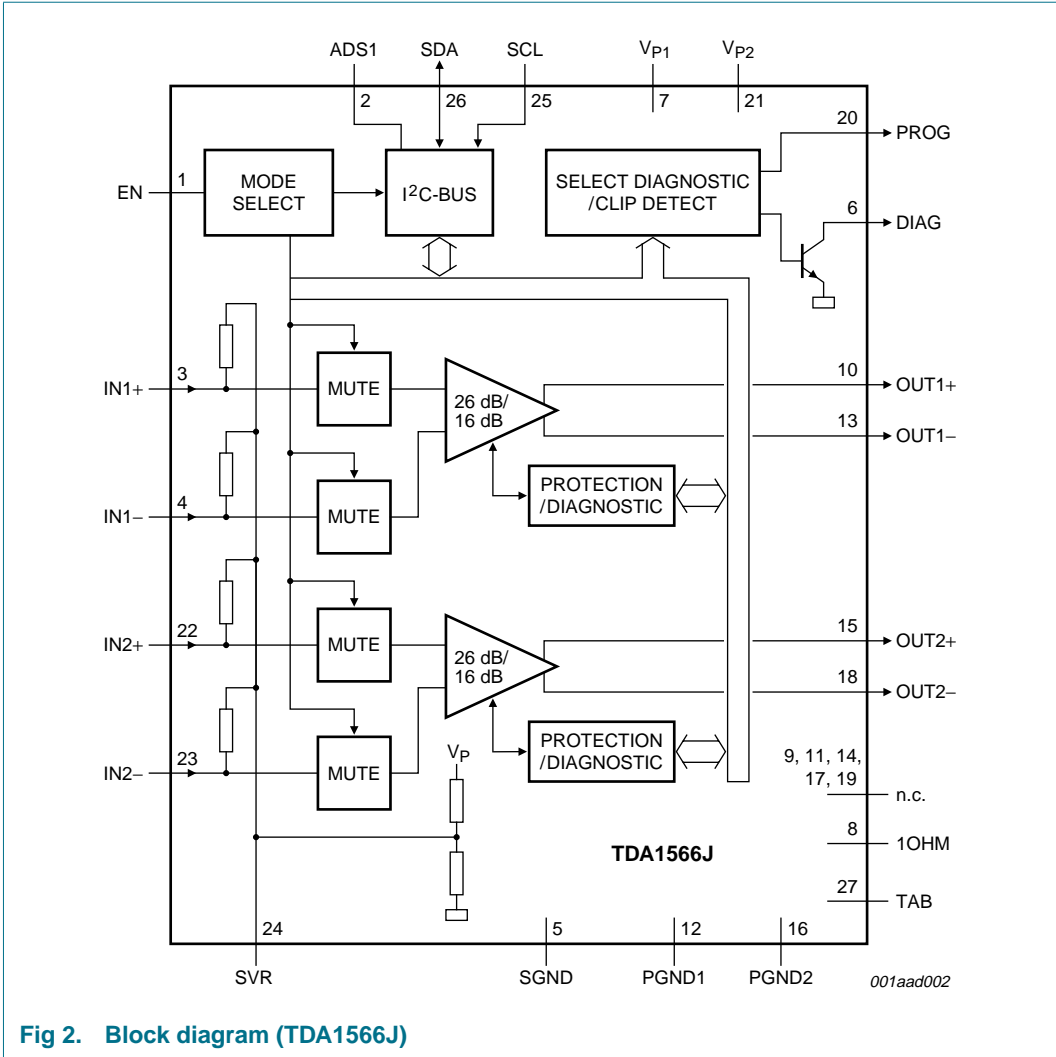 ADS1 SDA SCL VP1 VP2
2 26 25 7 21
20
PROG
EN
1
MODE
SELECT
I2C-BUS
SELECT DIAGNOSTIC
/CLIP DETECT
6
DIAG
IN1+
3
MUTE
26 dB/
16 dB
10
OUT1+
13
OUT1−
IN1−
4
MUTE
PROTECTION
/DIAGNOSTIC
IN2+
22
MUTE
26 dB/
16 dB
15
OUT2+
18
OUT2−
IN2−
23
MUTE
PROTECTION
/DIAGNOSTIC
VP
9, 11, 14,
17, 19
n.c.
8
1OHM
TDA1566J
27
TAB
24 5 12 16
SVR SGND PGND1 PGND2
001aad002
Fig 2. Block diagram (TDA1566J)